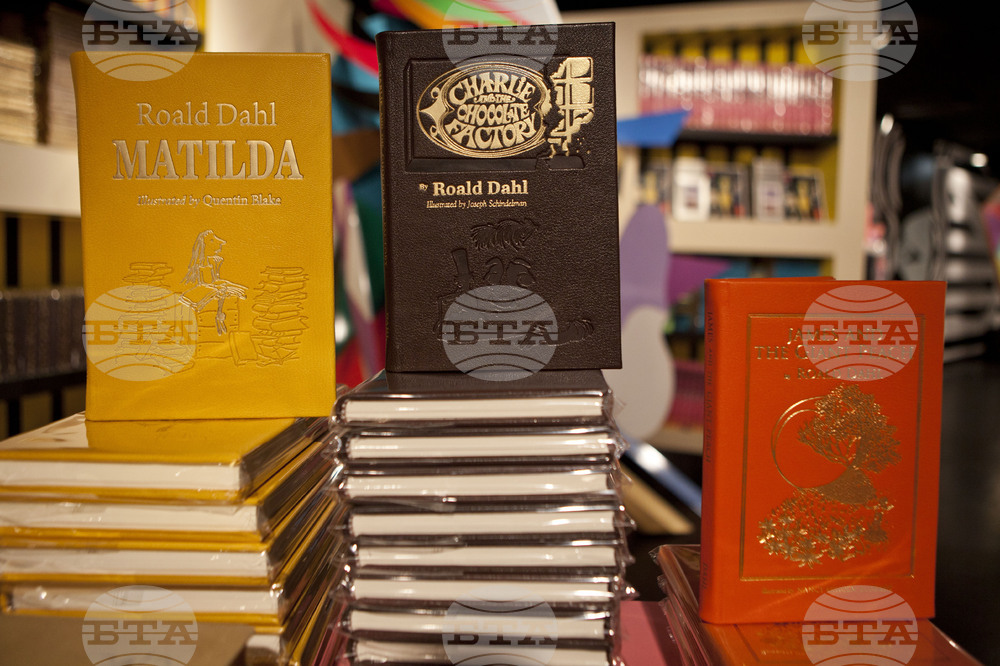 Roald Dahl
MATILDA
Illustrated by Quentin Blake
CHARLIE
AND THE
CHOCOLATE
FACTORY
By Roald Dahl
Illustrated by Joseph Schindelman
BTA
BTA
BTA
BTA
BTA
BTA
BTA
BTA
BTA